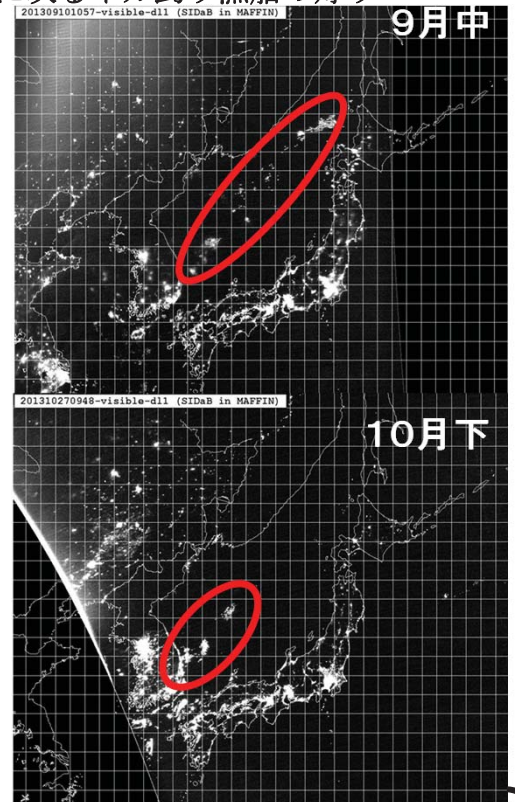 201309101057-visible-dl1 (SIDaB in MAFFIN)
9月中
201310270948-visible-dl1 (SIDaB in MAFFIN)
10月下